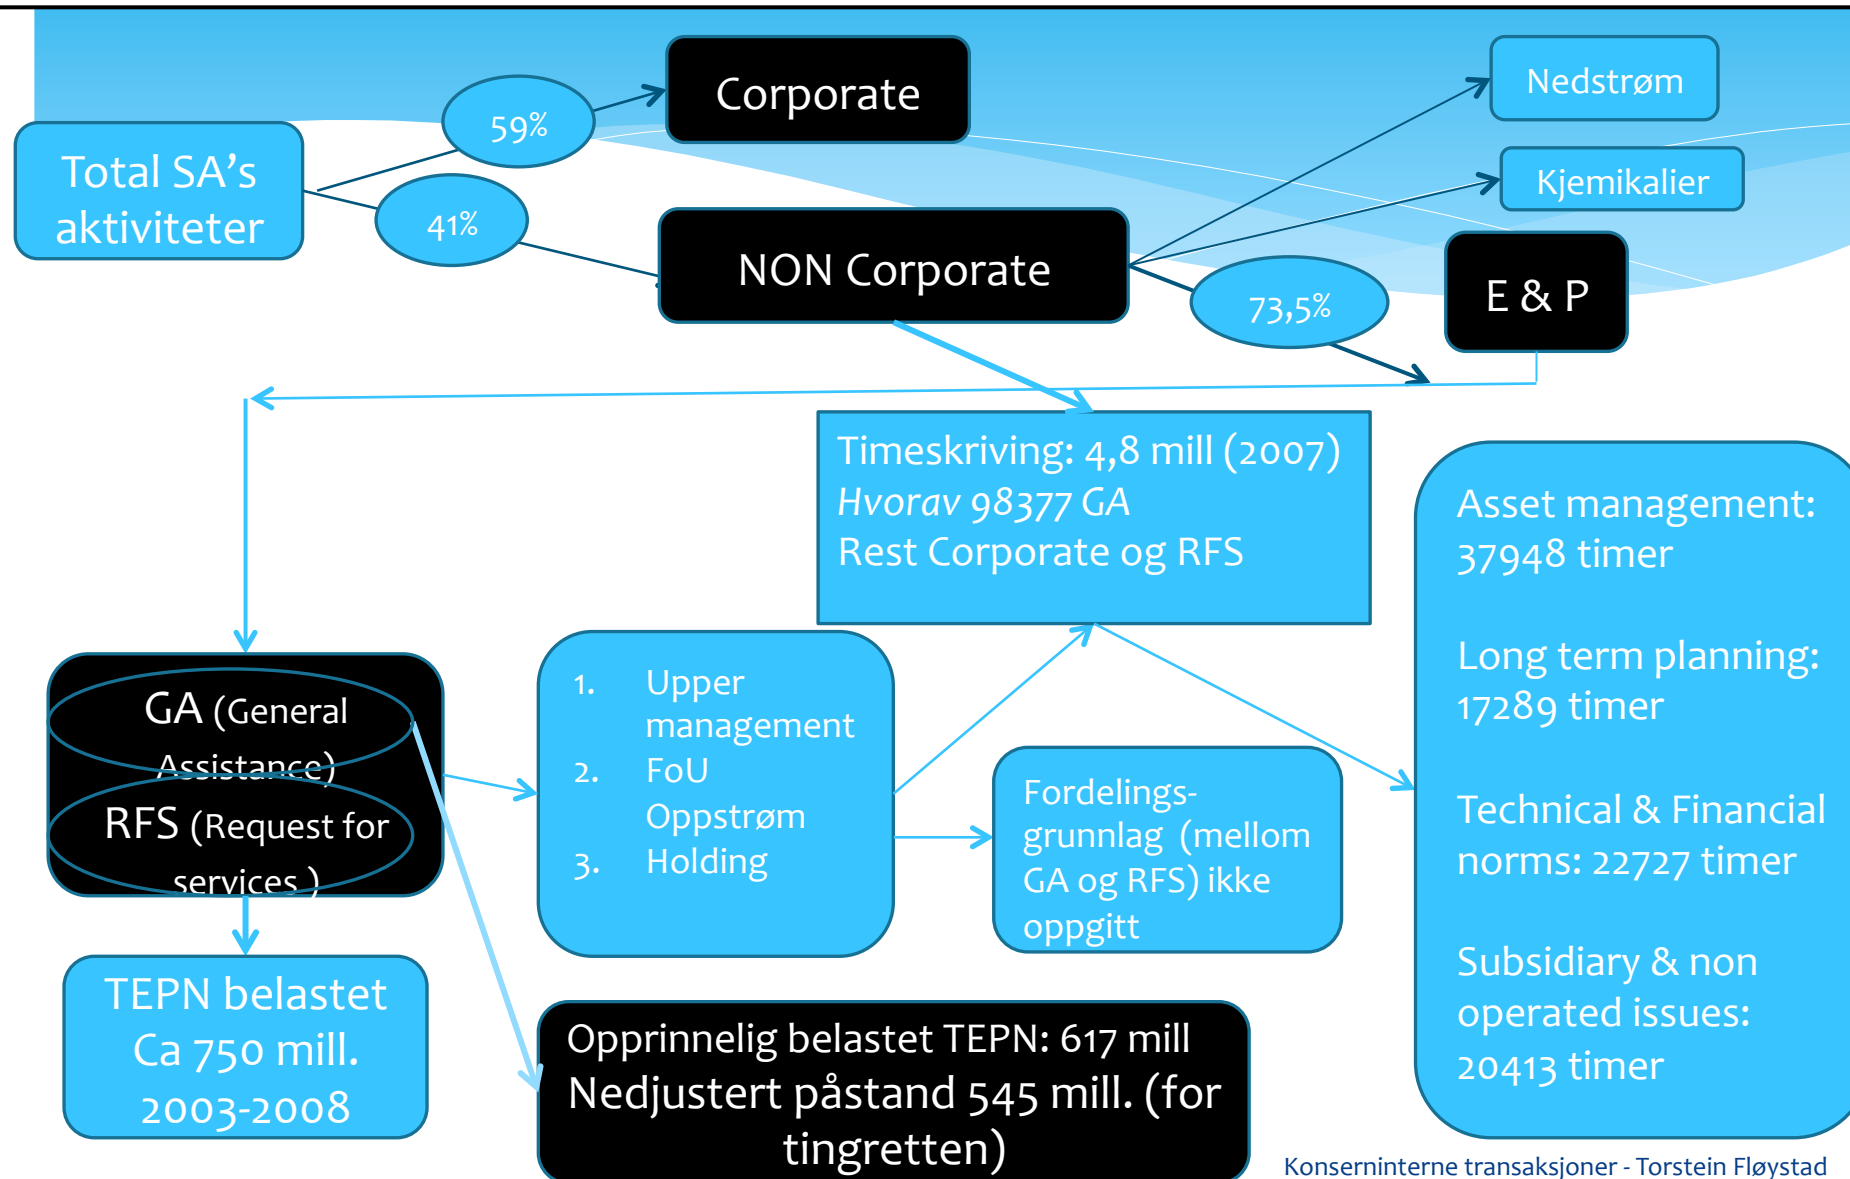 Corporate
Nedstrøm
59%
Total SA's
aktiviteter
Kjemikalier
41%
NON Corporate
E & P
73,5%
Timeskriving: 4,8 mill (2007)
Hvorav 98377 GA
Rest Corporate og RFS
Asset management:
37948 timer
Long term planning:
17289 timer
Technical & Financial
norms: 22727 timer
Subsidiary & non
operated issues:
20413 timer
GA (General
Assistance)
RFS (Request for
services )
1. Upper
management
2. FoU
Oppstrøm
3. Holding
Fordelings-
grunnlag (mellom
GA og RFS) ikke
oppgitt
TEPN belastet
Ca 750 mill.
2003-2008
Opprinnelig belastet TEPN: 617 mill
Nedjustert påstand 545 mill. (for
tingretten)
Konserninterne transaksjoner - Torstein Fløystad